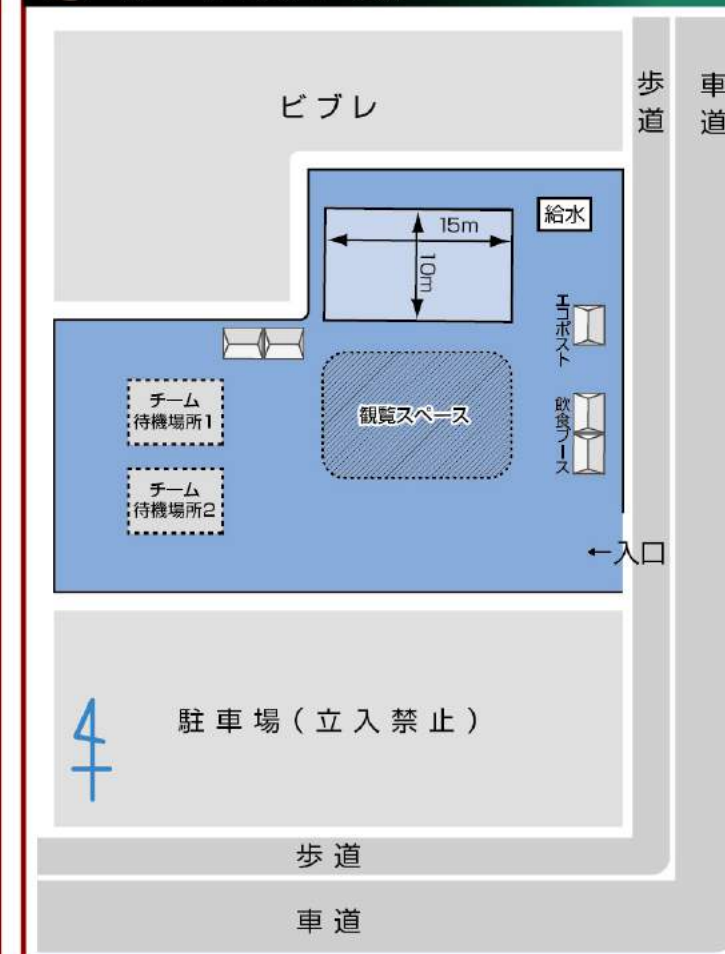 ビブレ
歩道
車道
給水
15m
10m
エコポスト
チーム
待機場所1
観覧スペース
飲食ブース
チーム
待機場所2
←入口
駐車場(立入禁止)
歩道
車道